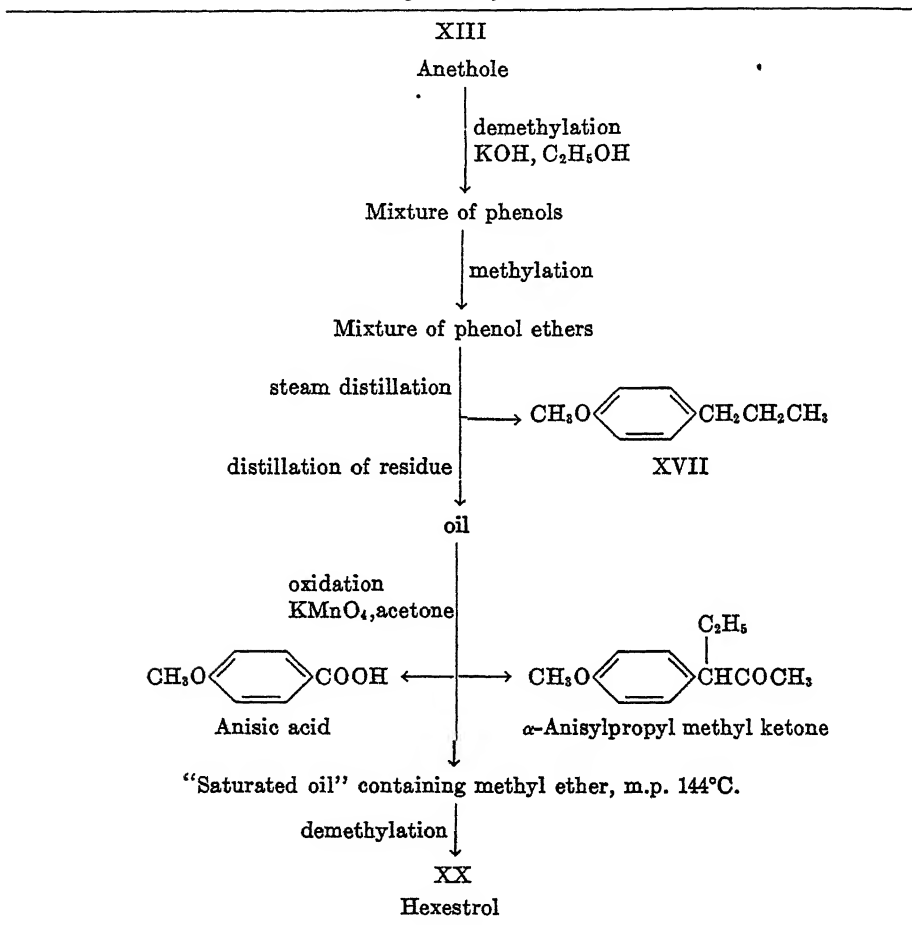 XIII
Anethole
demethylation
KOH, C₂H₅OH
Mixture of phenols
methylation
Mixture of phenol ethers
steam distillation
CH₃O CH₂CH₂CH₃
XVII
distillation of residue
oil
oxidation
KMnO₄,acetone
C₂H₅
CH₃O COOH
CH₃O CHCOCH₃
Anisic acid
α-Anisylpropyl methyl ketone
"Saturated oil" containing methyl ether, m.p. 144°C.
demethylation
XX
Hexestrol